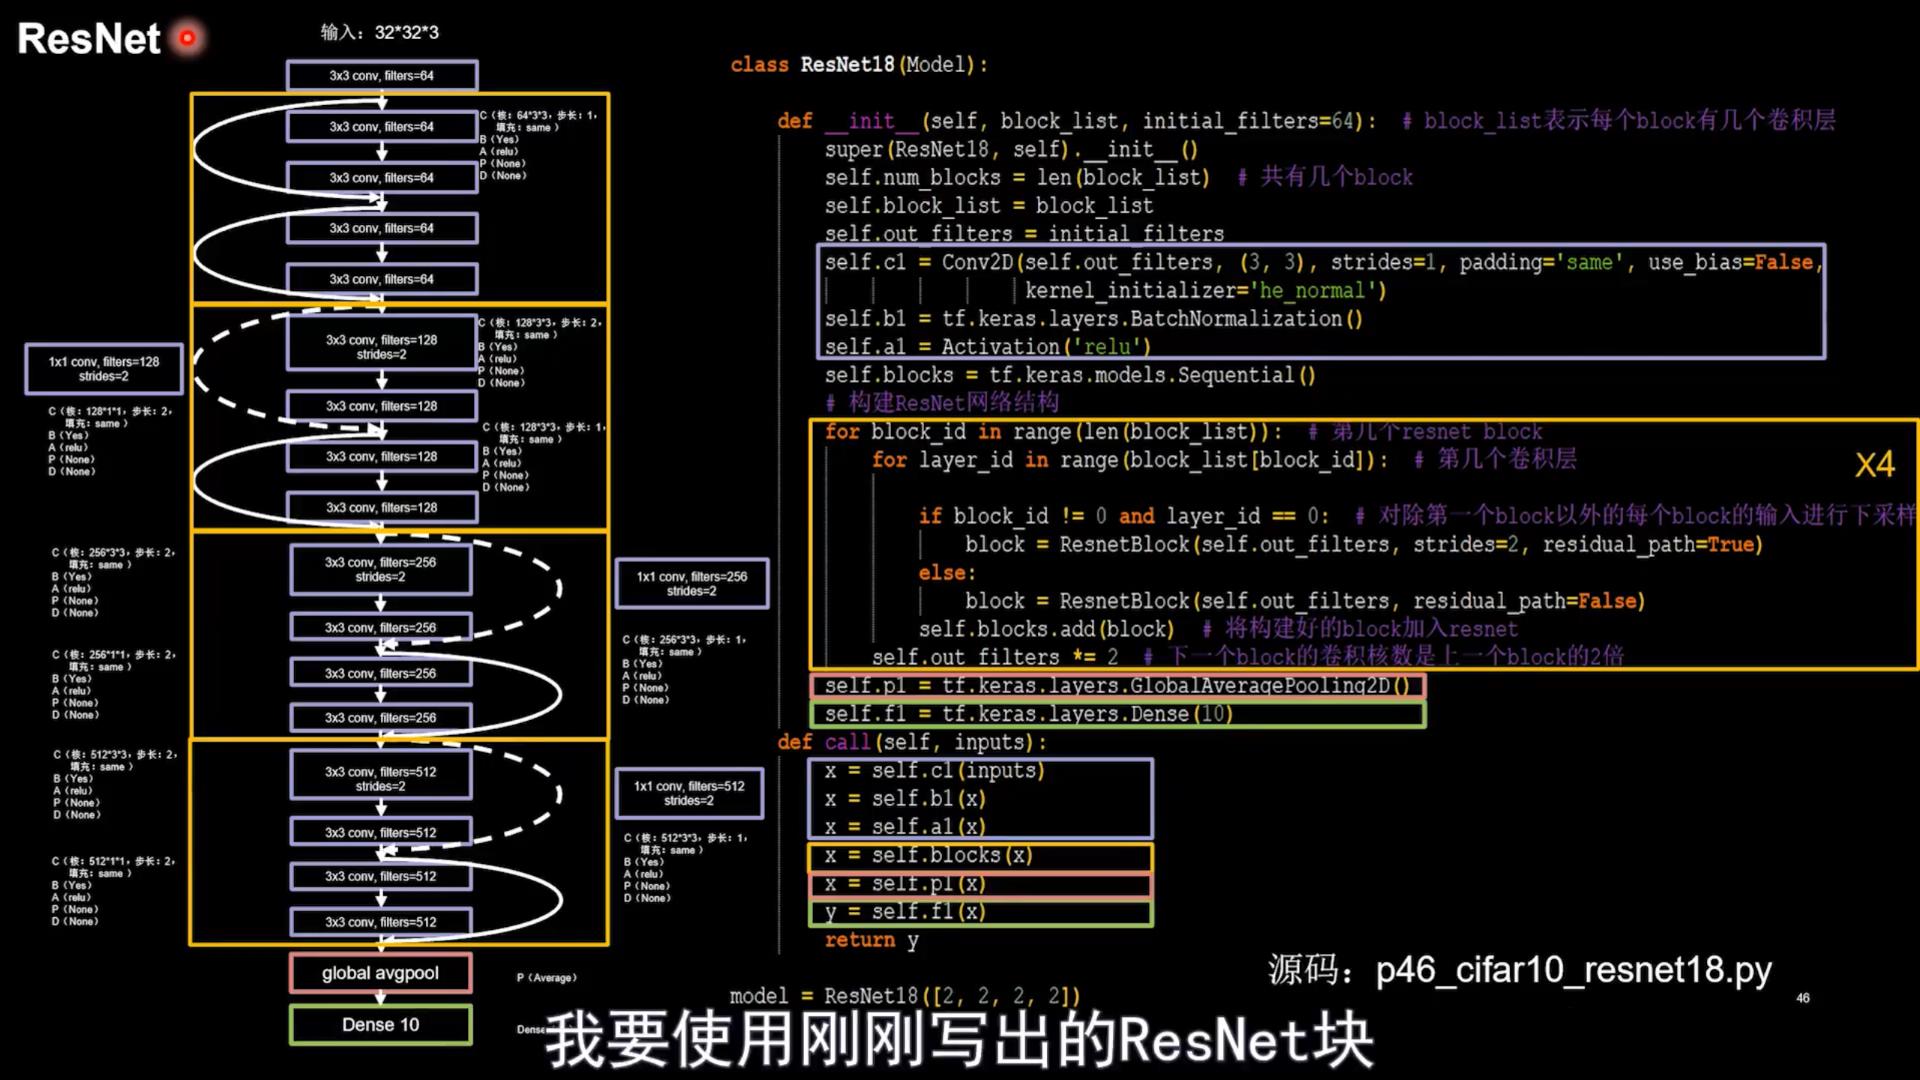 ResNet
输入：32*32*3
3x3 conv, filters=64
3x3 conv, filters=64
3x3 conv, filters=64
3x3 conv, filters=64
3x3 conv, filters=64
C（核：64*3*3，步长：1，
填充：same ）
B（Yes）
A（relu）
P（None）
D（None）
3x3 conv, filters=128
strides=2
3x3 conv, filters=128
3x3 conv, filters=128
3x3 conv, filters=128
C（核：128*3*3，步长：2，
填充：same ）
B（Yes）
A（relu）
P（None）
D（None）
C（核：128*3*3，步长：1，
填充：same ）
B（Yes）
A（relu）
P（None）
D（None）
1x1 conv, filters=128
strides=2
C（核：128*1*1，步长：2，
填充：same ）
B（Yes）
A（relu）
P（None）
D（None）
C（核：256*3*3，步长：2，
填充：same ）
B（Yes）
A（relu）
P（None）
D（None）
C（核：256*1*1，步长：2，
填充：same ）
B（Yes）
A（relu）
P（None）
D（None）
3x3 conv, filters=256
strides=2
3x3 conv, filters=256
3x3 conv, filters=256
3x3 conv, filters=256
1x1 conv, filters=256
strides=2
C（核：256*3*3，步长：1，
填充：same ）
B（Yes）
A（relu）
P（None）
D（None）
C（核：512*3*3，步长：2，
填充：same ）
B（Yes）
A（relu）
P（None）
D（None）
C（核：512*1*1，步长：2，
填充：same ）
B（Yes）
A（relu）
P（None）
D（None）
3x3 conv, filters=512
strides=2
3x3 conv, filters=512
3x3 conv, filters=512
3x3 conv, filters=512
1x1 conv, filters=512
strides=2
C（核：512*3*3，步长：1，
填充：same ）
B（Yes）
A（relu）
P（None）
D（None）
global avgpool
P（Average）
Dense 10
Dense
class ResNet18(Model):
def __init__(self, block_list, initial_filters=64):  # block_list表示每个block有几个卷积层
super(ResNet18, self).__init__()
self.num_blocks = len(block_list)  # 共有几个block
self.block_list = block_list
self.out_filters = initial_filters
self.c1 = Conv2D(self.out_filters, (3, 3), strides=1, padding='same', use_bias=False,
kernel_initializer='he_normal')
self.b1 = tf.keras.layers.BatchNormalization()
self.a1 = Activation('relu')
self.blocks = tf.keras.models.Sequential()
# 构建ResNet网络结构
for block_id in range(len(block_list)):  # 第几个resnet block
for layer_id in range(block_list[block_id]):  # 第几个卷积层
X4
if block_id != 0 and layer_id == 0:  # 对除第一个block以外的每个block的输入进行下采样
block = ResnetBlock(self.out_filters, strides=2, residual_path=True)
else:
block = ResnetBlock(self.out_filters, residual_path=False)
self.blocks.add(block)  # 将构建好的block加入resnet
self.out_filters *= 2  # 下一个block的卷积核数是上一个block的2倍
self.p1 = tf.keras.layers.GlobalAveragePooling2D()
self.f1 = tf.keras.layers.Dense(10)
def call(self, inputs):
x = self.c1(inputs)
x = self.b1(x)
x = self.a1(x)
x = self.blocks(x)
x = self.p1(x)
y = self.f1(x)
return y
model = ResNet18([2, 2, 2, 2])
源码：p46_cifar10_resnet18.py
46
我要使用刚刚写出的ResNet块